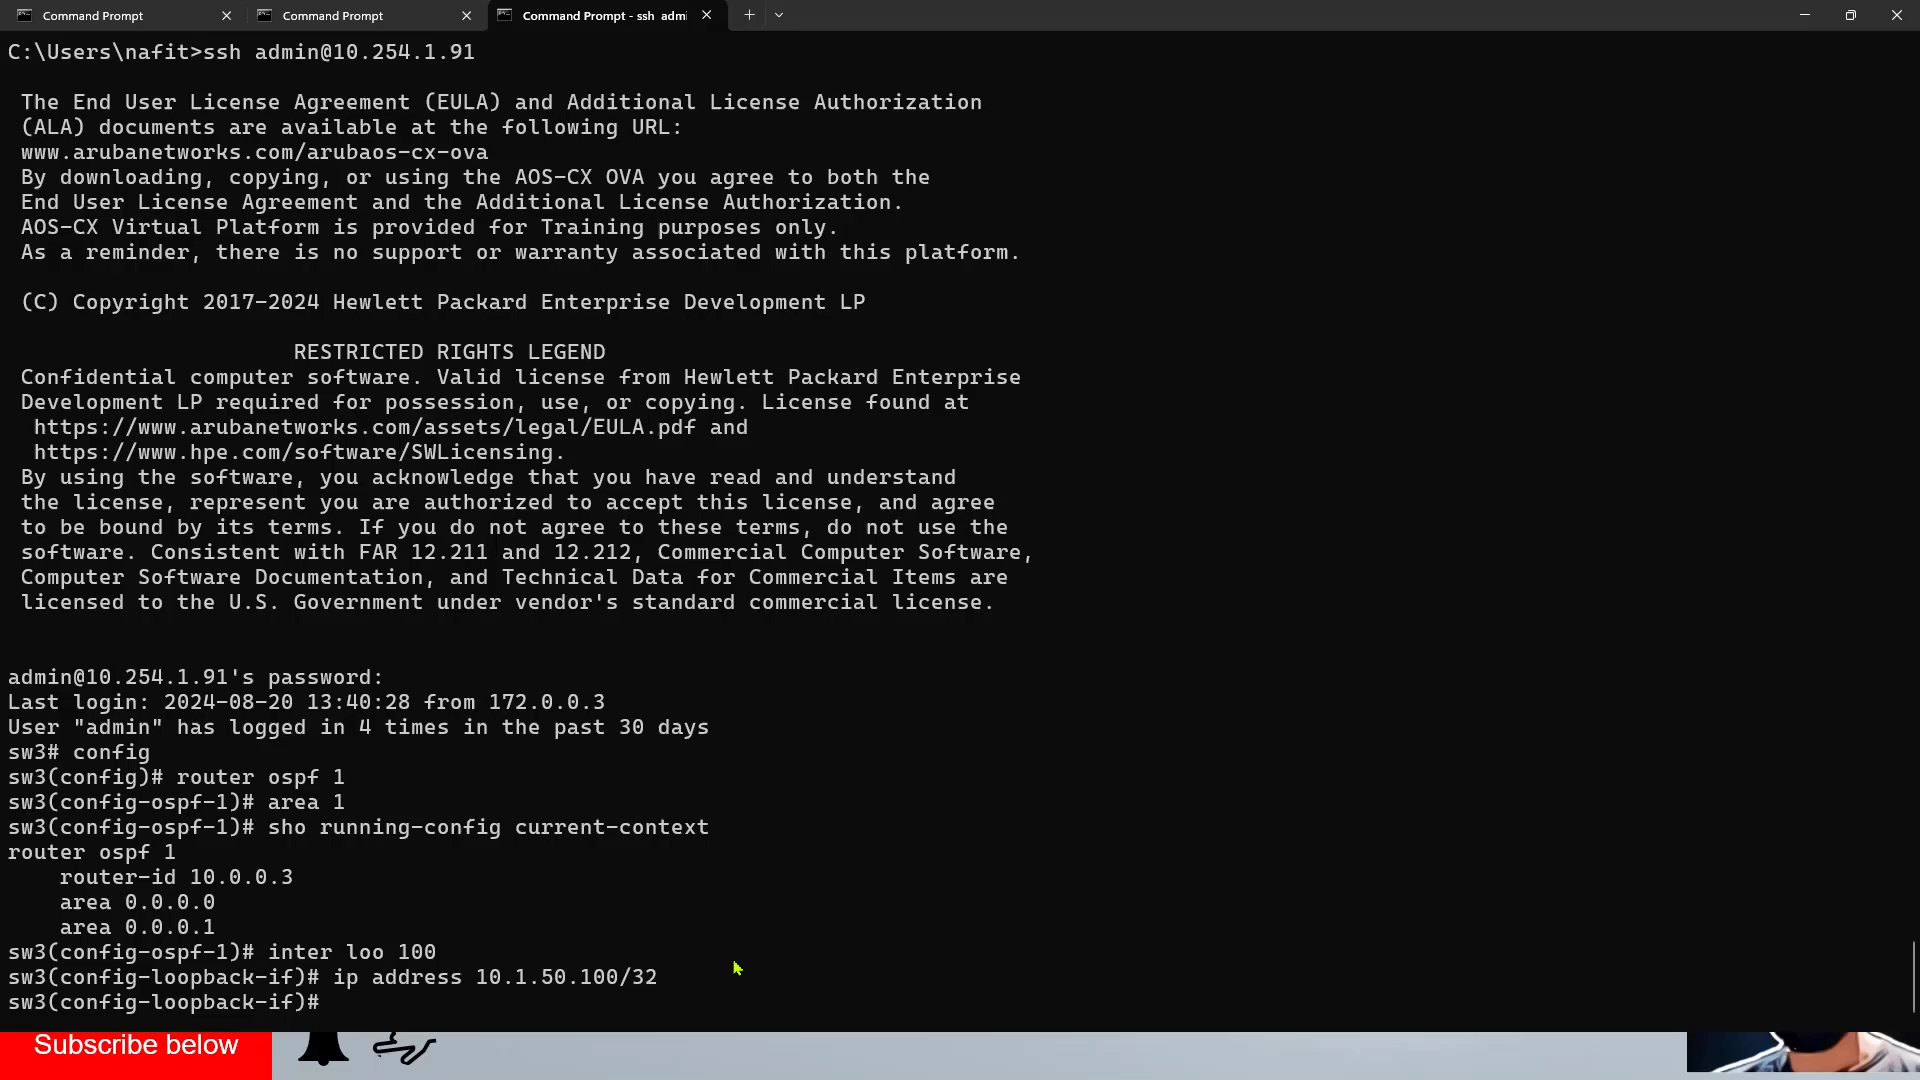 Command Prompt
Command Prompt
Command Prompt - ssh admi
C:\Users\nafit>ssh admin@10.254.1.91
The End User License Agreement (EULA) and Additional License Authorization
(ALA) documents are available at the following URL:
www.arubanetworks.com/arubaos-cx-ova
By downloading, copying, or using the AOS-CX OVA you agree to both the
End User License Agreement and the Additional License Authorization.
AOS-CX Virtual Platform is provided for Training purposes only.
As a reminder, there is no support or warranty associated with this platform.
(C) Copyright 2017-2024 Hewlett Packard Enterprise Development LP
RESTRICTED RIGHTS LEGEND
Confidential computer software. Valid license from Hewlett Packard Enterprise
Development LP required for possession, use, or copying. License found at
https://www.arubanetworks.com/assets/legal/EULA.pdf and
https://www.hpe.com/software/SWLicensing.
By using the software, you acknowledge that you have read and understand
the license, represent you are authorized to accept this license, and agree
to be bound by its terms. If you do not agree to these terms, do not use the
software. Consistent with FAR 12.211 and 12.212, Commercial Computer Software,
Computer Software Documentation, and Technical Data for Commercial Items are
licensed to the U.S. Government under vendor's standard commercial license.
admin@10.254.1.91's password:
Last login: 2024-08-20 13:40:28 from 172.0.0.3
User "admin" has logged in 4 times in the past 30 days
sw3# config
sw3(config)# router ospf 1
sw3(config-ospf-1)# area 1
sw3(config-ospf-1)# sho running-config current-context
router ospf 1
router-id 10.0.0.3
area 0.0.0.0
area 0.0.0.1
sw3(config-ospf-1)# inter loo 100
sw3(config-loopback-if)# ip address 10.1.50.100/32
sw3(config-loopback-if)#
Subscribe below